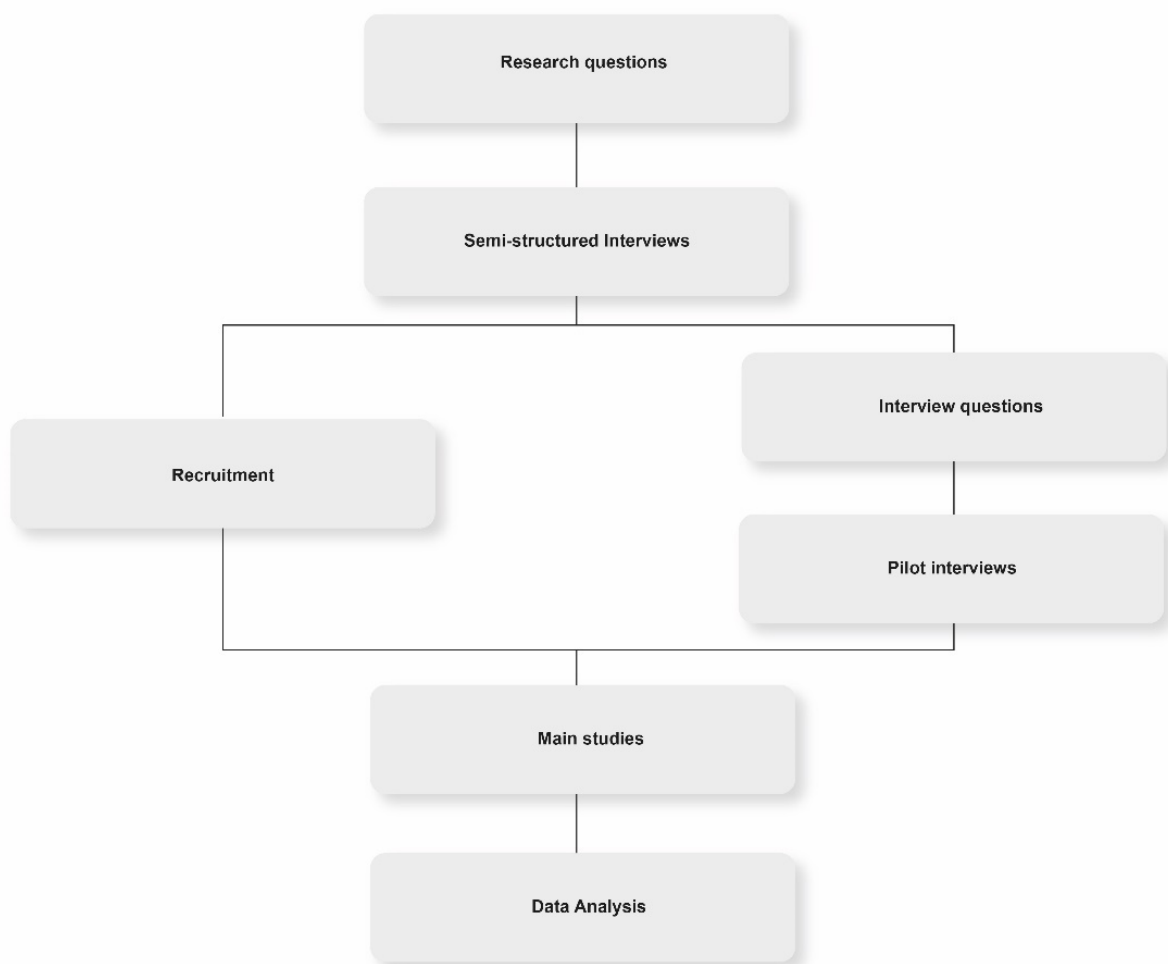 Research questions
Semi-structured Interviews
Interview questions
Recruitment
Pilot interviews
Main studies
Data Analysis